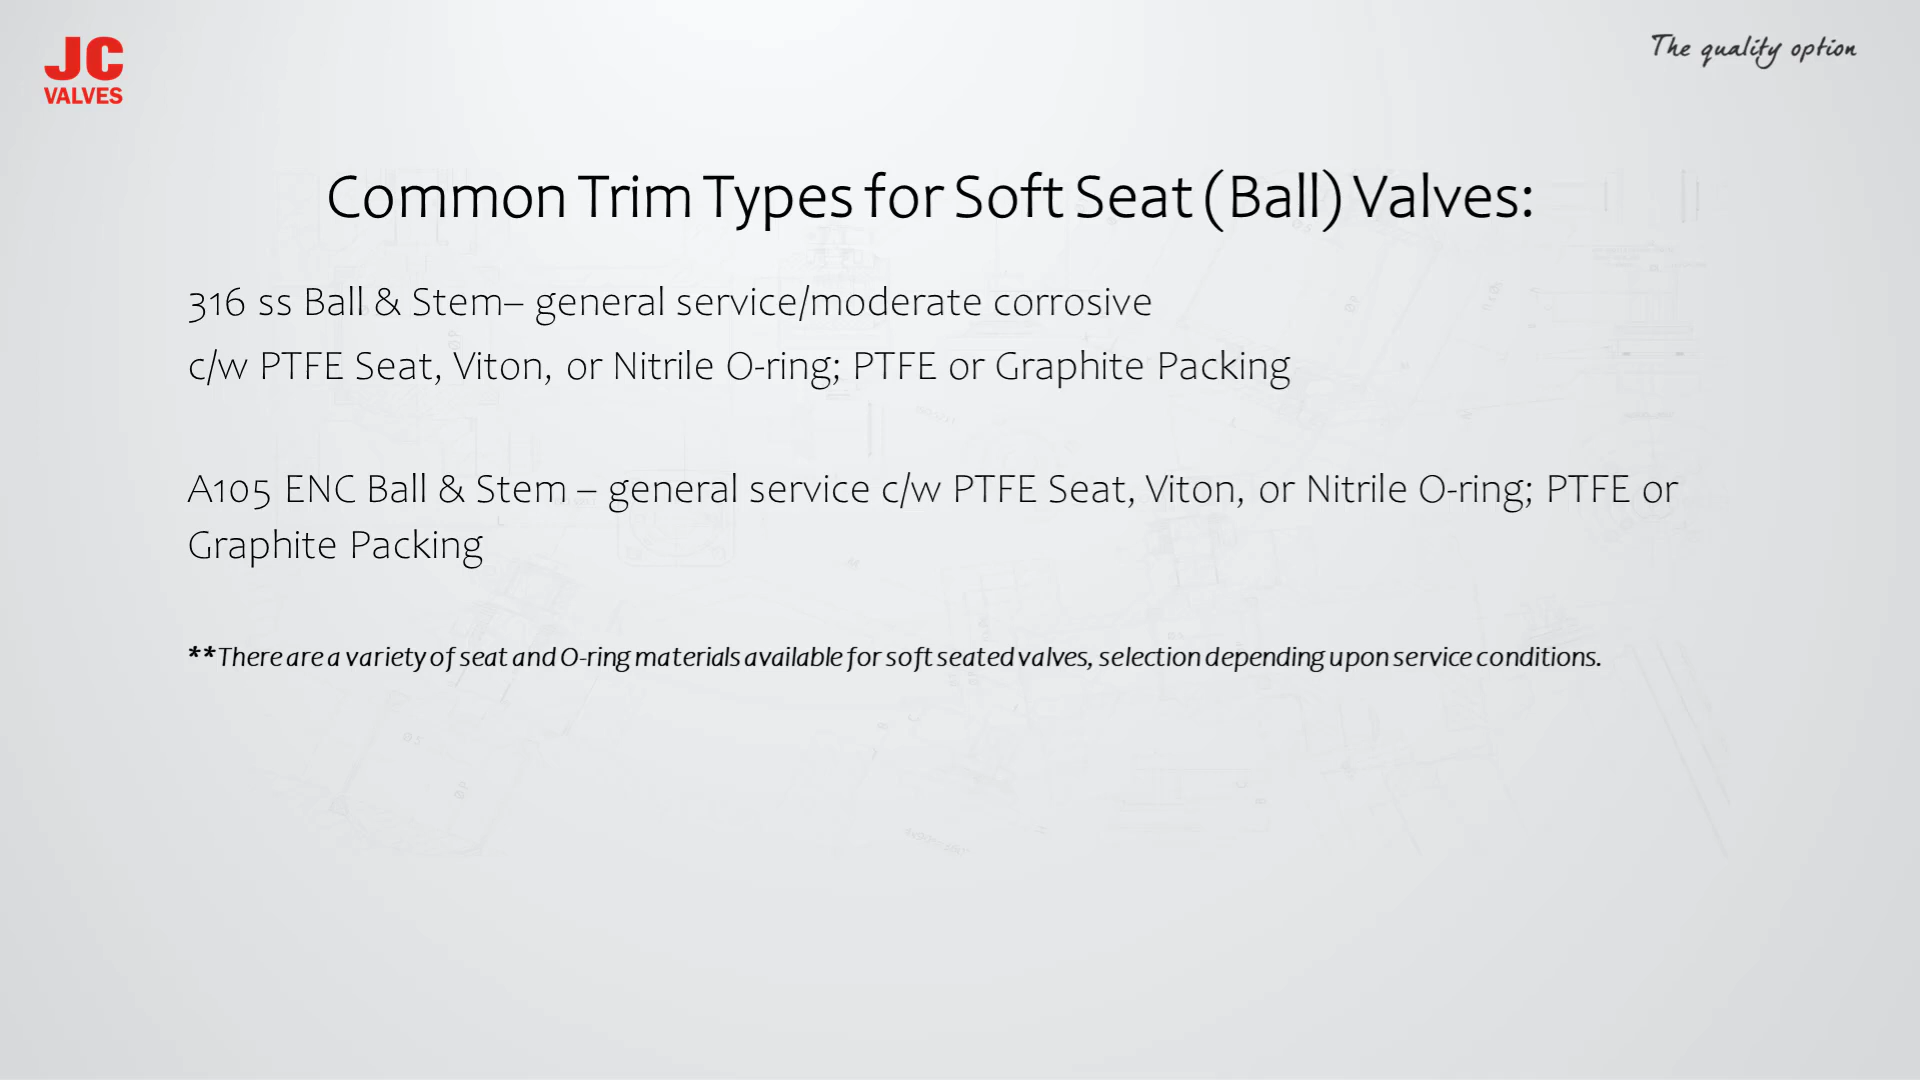 JC
VALVES
The quality option
Common Trim Types for Soft Seat (Ball) Valves:
316 ss Ball & Stem– general service/moderate corrosive
c/w PTFE Seat, Viton, or Nitrile O-ring; PTFE or Graphite Packing
A105 ENC Ball & Stem – general service c/w PTFE Seat, Viton, or Nitrile O-ring; PTFE or
Graphite Packing
**There are a variety of seat and O-ring materials available for soft seated valves, selection depending upon service conditions.